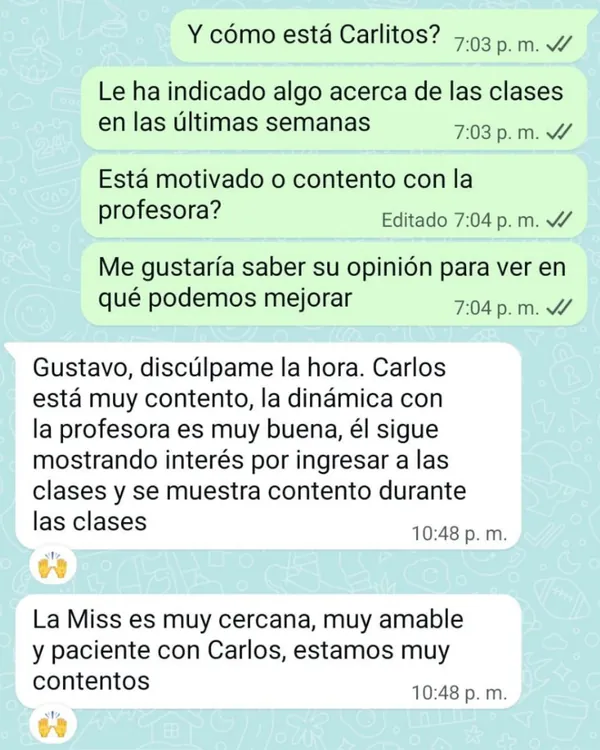 Y cómo está Carlitos?
7:03 p. m.
Le ha indicado algo acerca de las clases
en las últimas semanas
7:03 p. m.
Está motivado o contento con la
profesora?
Editado 7:04 p. m.
Me gustaría saber su opinión para ver en
qué podemos mejorar
7:04 p. m.
Gustavo, discúlpame la hora. Carlos
está muy contento, la dinámica con
la profesora es muy buena, él sigue
mostrando interés por ingresar a las
clases y se muestra contento durante
las clases
10:48 p. m.
La Miss es muy cercana, muy amable
y paciente con Carlos, estamos muy
contentos
10:48 p. m.